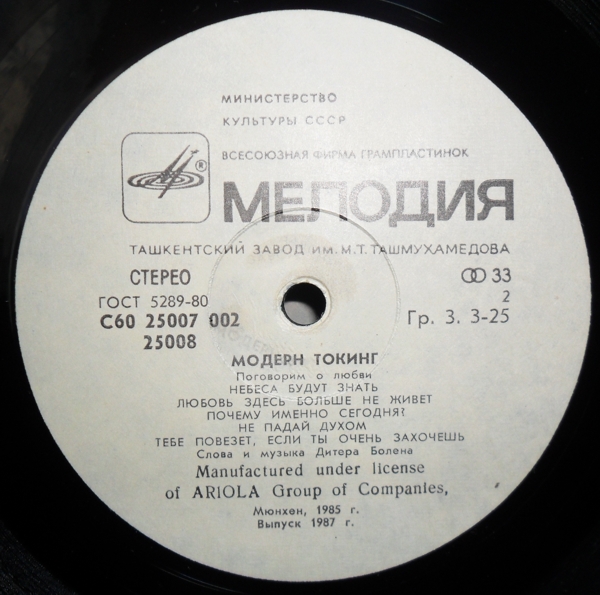 МИНИСТЕРСТВО
КУЛЬТУРЫ СССР
ВСЕСОЮЗНАЯ ФИРМА ГРАМПЛАСТИНОК
®
МЕЛОДИЯ
ТАШКЕНТСКИЙ ЗАВОД ИМ. М.Т. ТАШМУХАМЕДОВА
СТЕРЕО
33
ГОСТ 5289-80
2
С60 25007 002
Гр. 3. 3-25
25008
МОДЕРН ТОКИНГ
Поговорим о любви
НЕБЕСА БУДУТ ЗНАТЬ
ЛЮБОВЬ ЗДЕСЬ БОЛЬШЕ НЕ ЖИВЕТ
ПОЧЕМУ ИМЕННО СЕГОДНЯ?
НЕ ПАДАЙ ДУХОМ
ТЕБЕ ПОВЕЗЕТ, ЕСЛИ ТЫ ОЧЕНЬ ЗАХОЧЕШЬ
Слова и музыка Дитера Болена
Manufactured under license
of ARIOLA Group of Companies,
Мюнхен, 1985 г.
Выпуск 1987 г.